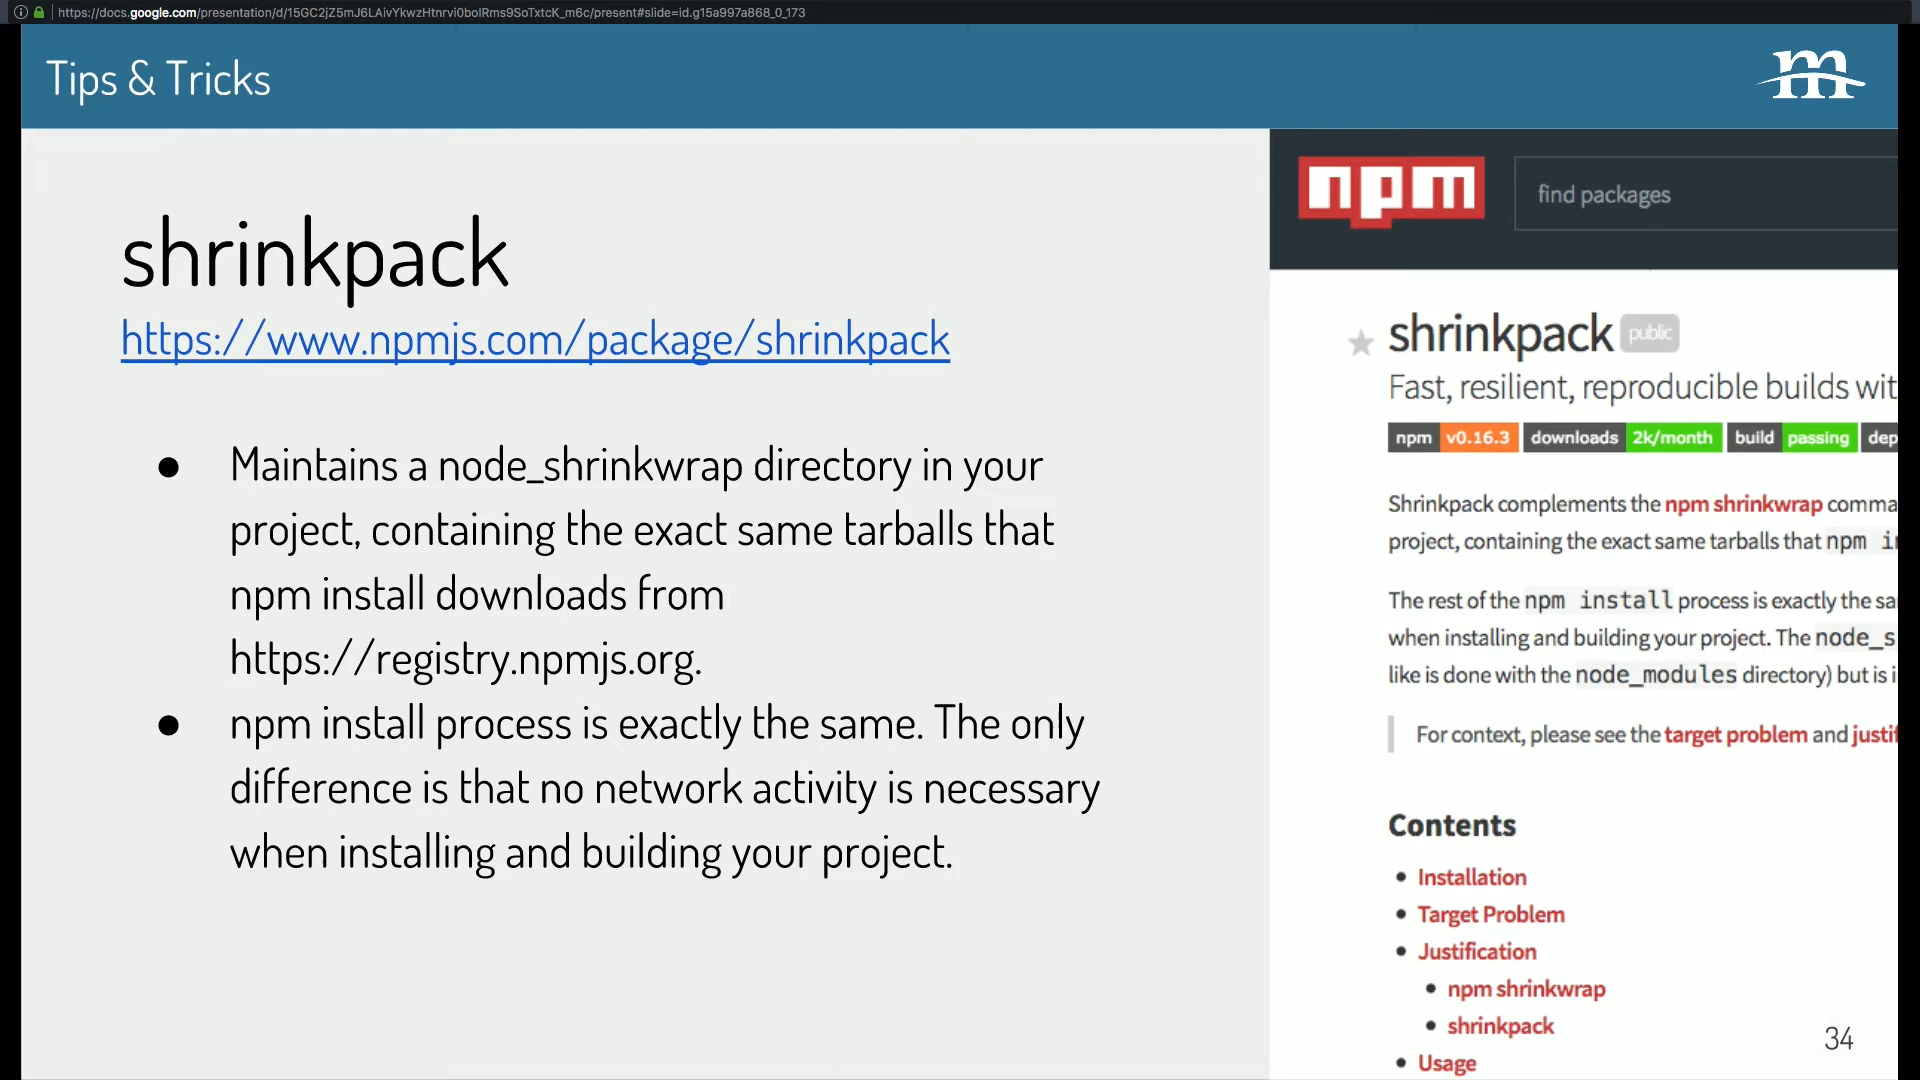 https://docs.google.com/presentation/d/15GC2jZ5mJ6LAivYkwzHtnrvi0bolRms9SoTxtcK_m6c/present#slide=id.g15a997a868_0_173
Tips & Tricks
m
shrinkpack
https://www.npmjs.com/package/shrinkpack
● Maintains a node_shrinkwrap directory in your
project, containing the exact same tarballs that
npm install downloads from
https://registry.npmjs.org.
● npm install process is exactly the same. The only
difference is that no network activity is necessary
when installing and building your project.
npm
find packages
shrinkpack public
Fast, resilient, reproducible builds wit
npm v0.16.3 downloads 2k/month build passing dep
Shrinkpack complements the npm shrinkwrap comma
project, containing the exact same tarballs that npm i
The rest of the npm install process is exactly the sa
when installing and building your project. The node_s
like is done with the node_modules directory) but is i
For context, please see the target problem and justif
Contents
• Installation
• Target Problem
• Justification
• npm shrinkwrap
• shrinkpack
• Usage
34